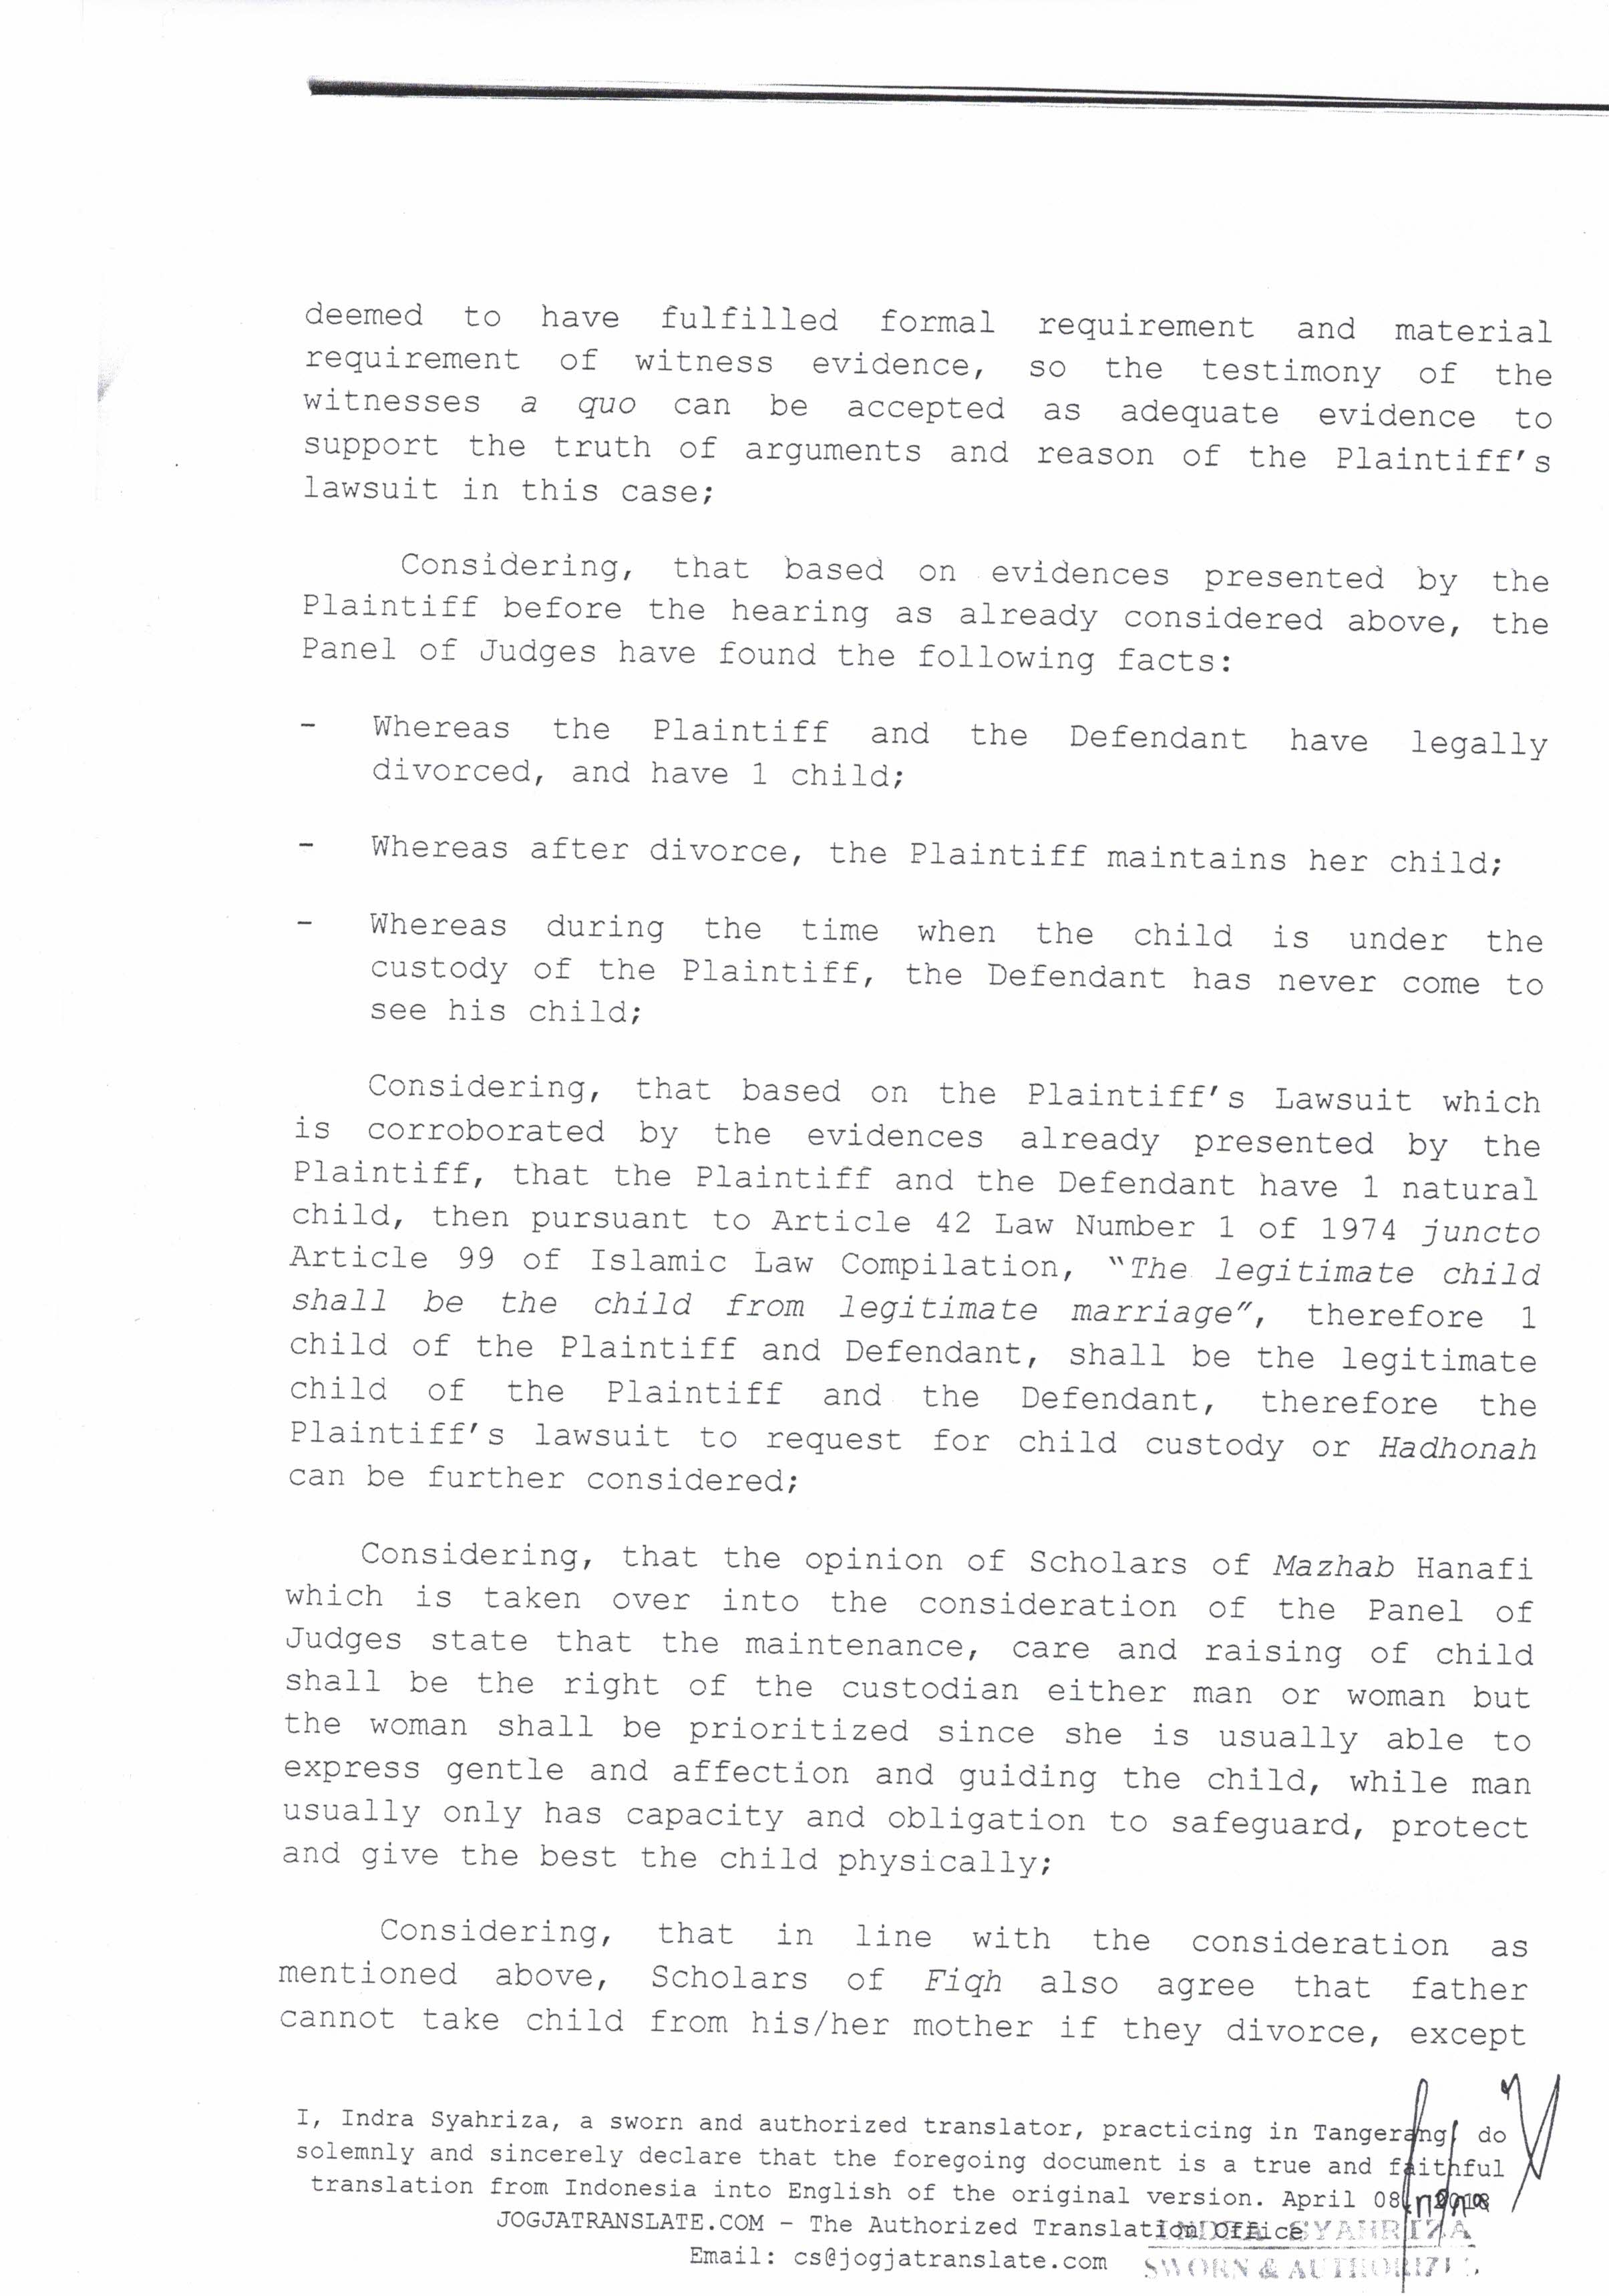 deemed to have fulfilled formal requirement and material
requirement of witness evidence, so the testimony of the
witnesses a quo can be accepted as adequate evidence to
support the truth of arguments and reason of the Plaintiff's
lawsuit in this case;
Considering, that based on evidences presented by the
Plaintiff before the hearing as already considered above, the
Panel of Judges have found the following facts:
- Whereas the Plaintiff and the Defendant have legally
divorced, and have 1 child;
- Whereas after divorce, the Plaintiff maintains her child;
- Whereas during the time when the child is under the
custody of the Plaintiff, the Defendant has never come to
see his child;
Considering, that based on the Plaintiff's Lawsuit which
is corroborated by the evidences already presented by the
Plaintiff, that the Plaintiff and the Defendant have 1 natural
child, then pursuant to Article 42 Law Number 1 of 1974 juncto
Article 99 of Islamic Law Compilation, "The legitimate child
shall be the child from legitimate marriage", therefore 1
child of the Plaintiff and Defendant, shall be the legitimate
child of the Plaintiff and the Defendant, therefore the
Plaintiff's lawsuit to request for child custody or Hadhonah
can be further considered;
Considering, that the opinion of Scholars of Mazhab Hanafi
which is taken over into the consideration of the Panel of
Judges state that the maintenance, care and raising of child
shall be the right of the custodian either man or woman but
the woman shall be prioritized since she is usually able to
express gentle and affection and guiding the child, while man
usually only has capacity and obligation to safeguard, protect
and give the best the child physically;
Considering, that in line with the consideration as
mentioned above, Scholars of Fiqh also agree that father
cannot take child from his/her mother if they divorce, except
I, Indra Syahriza, a sworn and authorized translator, practicing in Tangerang, do
solemnly and sincerely declare that the foregoing document is a true and faithful
translation from Indonesia into English of the original version. April 08, 2018
JOGJATRANSLATE.COM - The Authorized Translation Office
INDRA SYAHRIZA
Email: cs@jogjatranslate.com
SWORN &